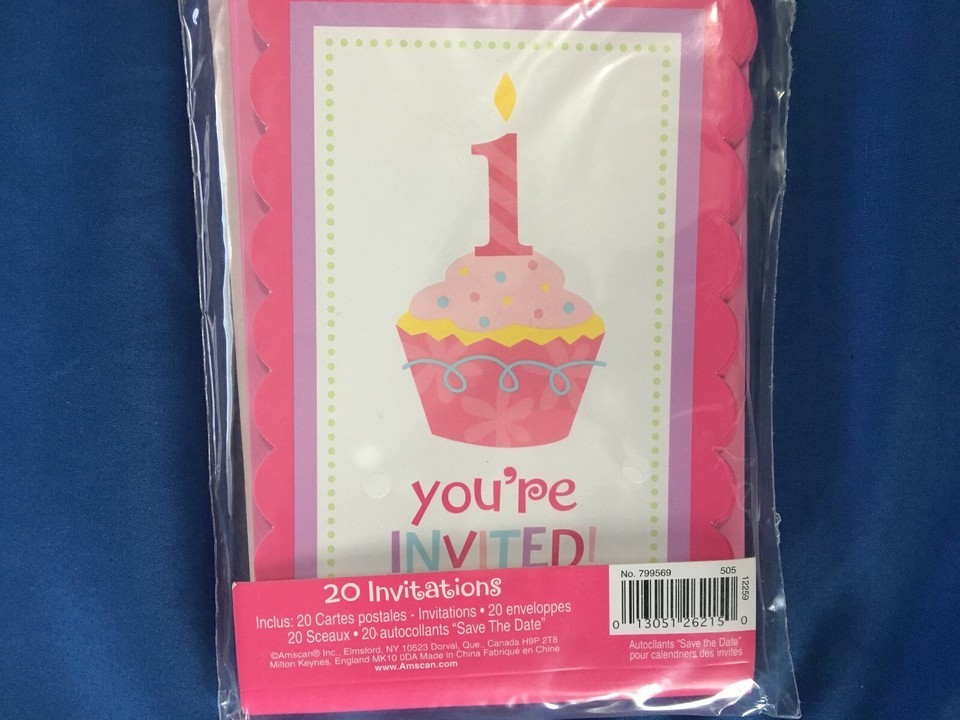 1
you're
INVITED!
20 Invitations
Inclus: 20 Cartes postales - Invitations • 20 enveloppes
20 Sceaux • 20 autocollants "Save The Date"
©Amscan® Inc., Elmsford, NY 10523 Dorval, Que., Canada H9P 2T8
Milton Keynes, England MK10 0DA Made in China Fabriqué en Chine
www.Amscan.com
No. 799569 505
12259
0 13051 26215 0
Autocllants "Save the Date"
pour calendriers des invités